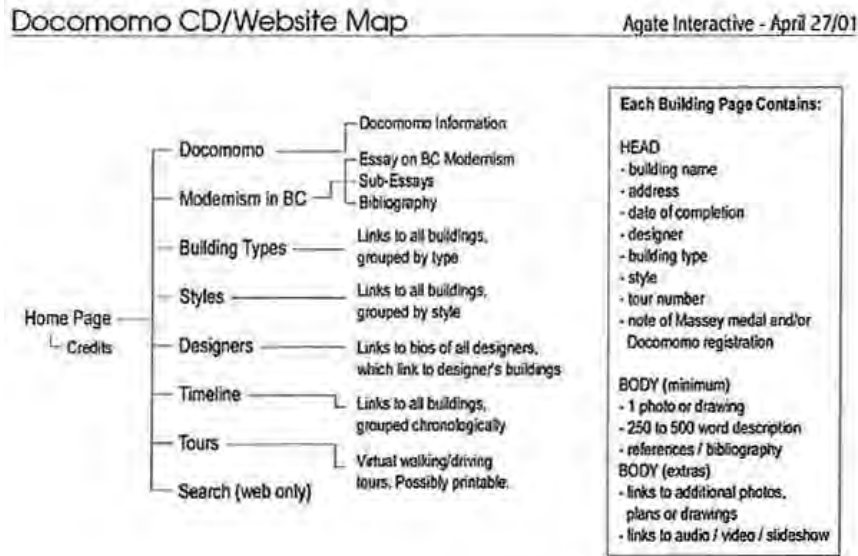 Docomomo CD/Website Map
Agate Interactive - April 27/01
Home Page
Credits
Docomomo
Docomomo Information
Modernism in BC
Essay on BC Modernism
Sub-Essays
Bibliography
Building Types
Links to all buildings,
grouped by type
Styles
Links to all buildings,
grouped by style
Designers
Links to bios of all designers,
which link to designer's buildings
Timeline
Links to all buildings,
grouped chronologically
Tours
Virtual walking/driving
tours. Possibly printable.
Search (web only)
Each Building Page Contains:
HEAD
- building name
- address
- date of completion
- designer
- building type
- style
- tour number
- note of Massey medal and/or
Docomomo registration
BODY (minimum)
- 1 photo or drawing
- 250 to 500 word description
- references / bibliography
BODY (extras)
- links to additional photos,
plans or drawings
- links to audio / video / slideshow